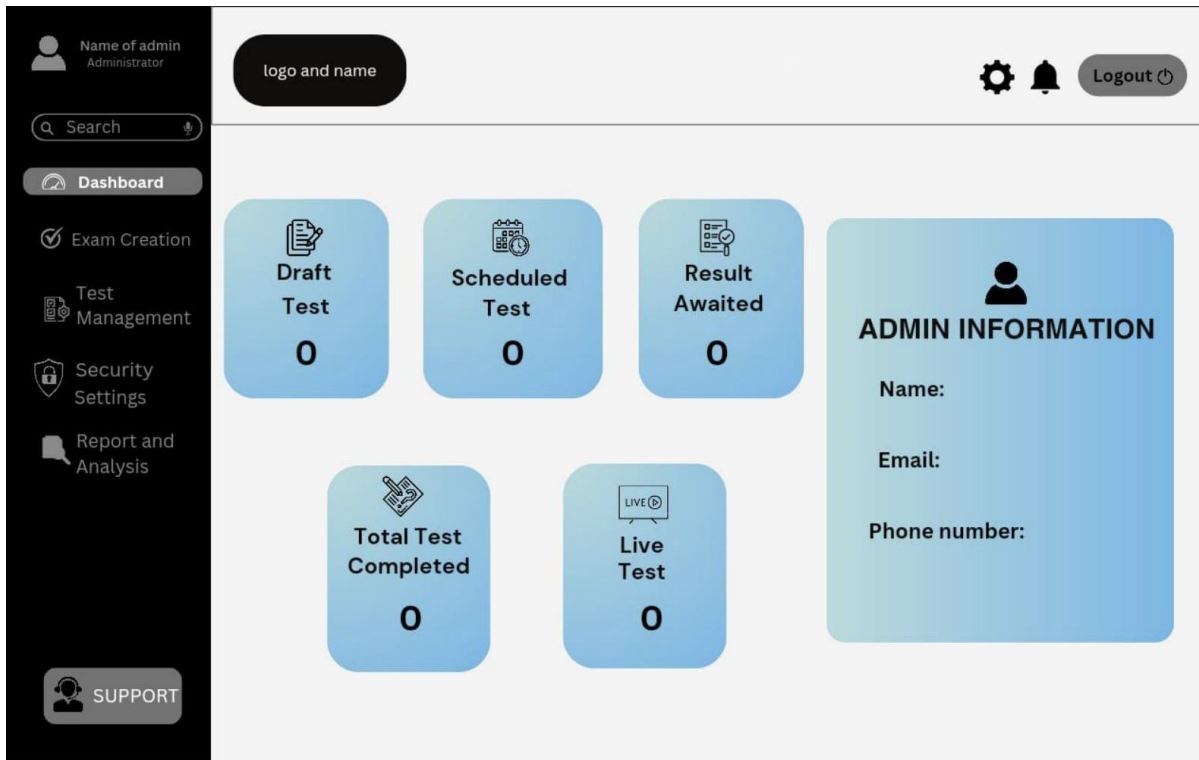 Name of admin
Administrator
Search
Dashboard
Exam Creation
Test
Management
Security
Settings
Report and
Analysis
SUPPORT
logo and name
Logout
Draft
Test
0
Scheduled
Test
0
Result
Awaited
0
Total Test
Completed
0
LIVE
Live
Test
0
ADMIN INFORMATION
Name:
Email:
Phone number: